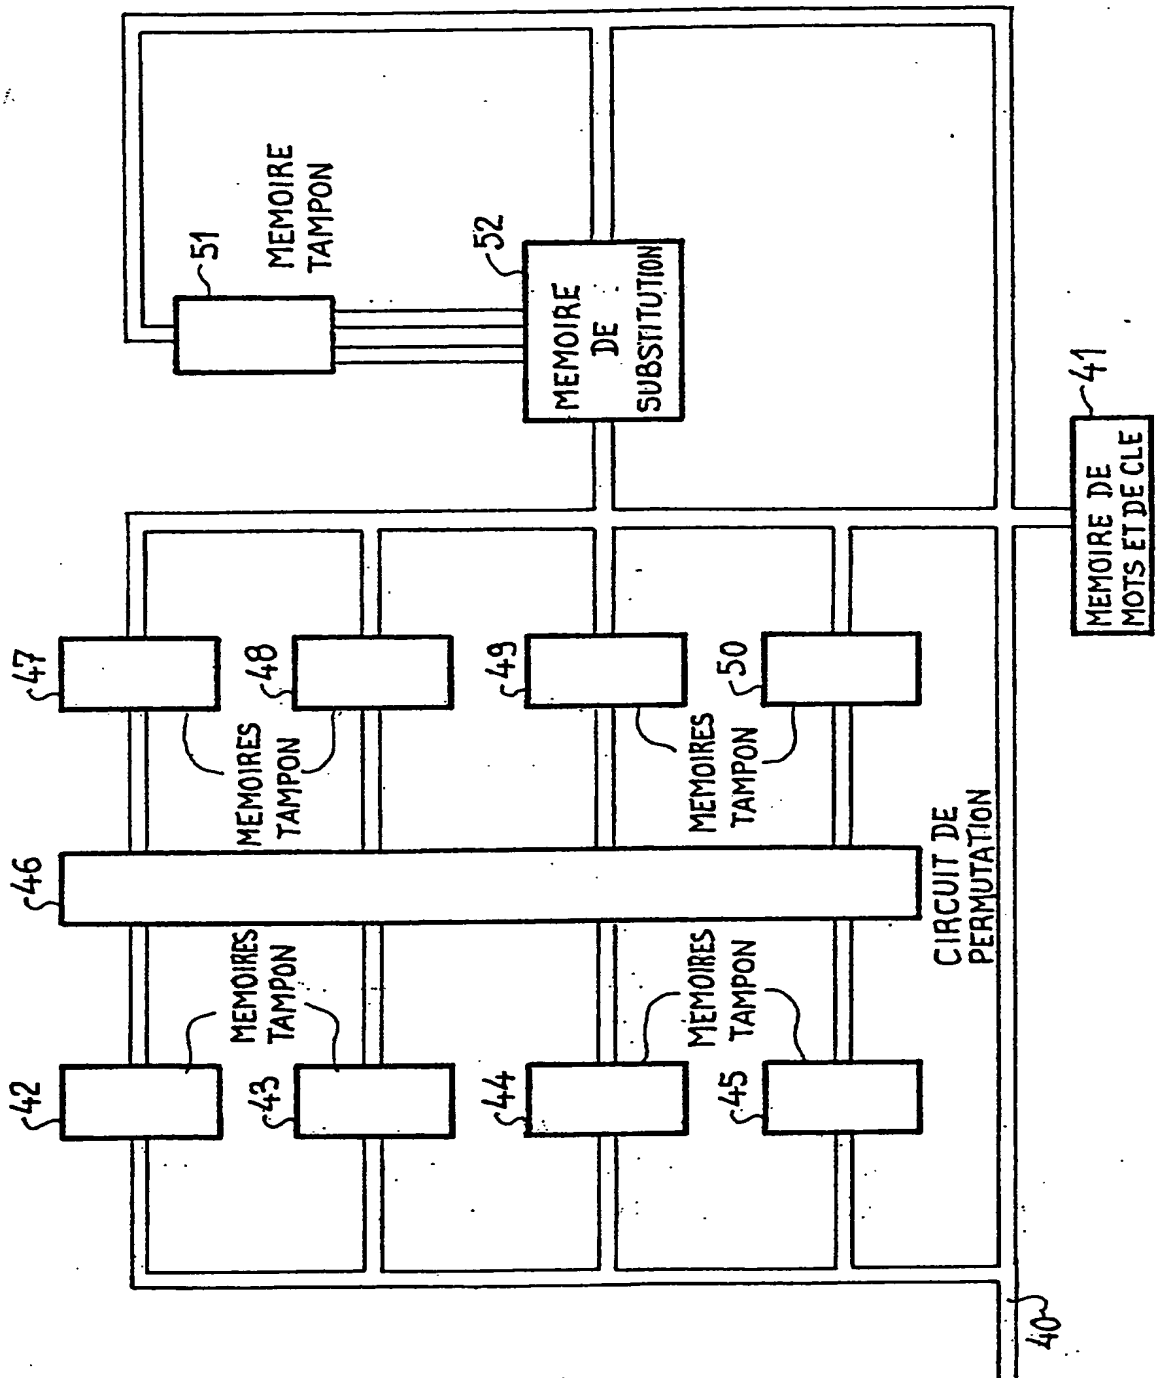 42
43
44
45
MEMOIRES
TAMPON
MEMOIRES
TAMPON
46
CIRCUIT DE
PERMUTATION
47
48
49
50
MEMOIRES
TAMPON
MEMOIRES
TAMPON
51
MEMOIRE
TAMPON
52
MEMOIRE
DE
SUBSTITUTION
41
MEMOIRE DE
MOTS ET DE CLE
40